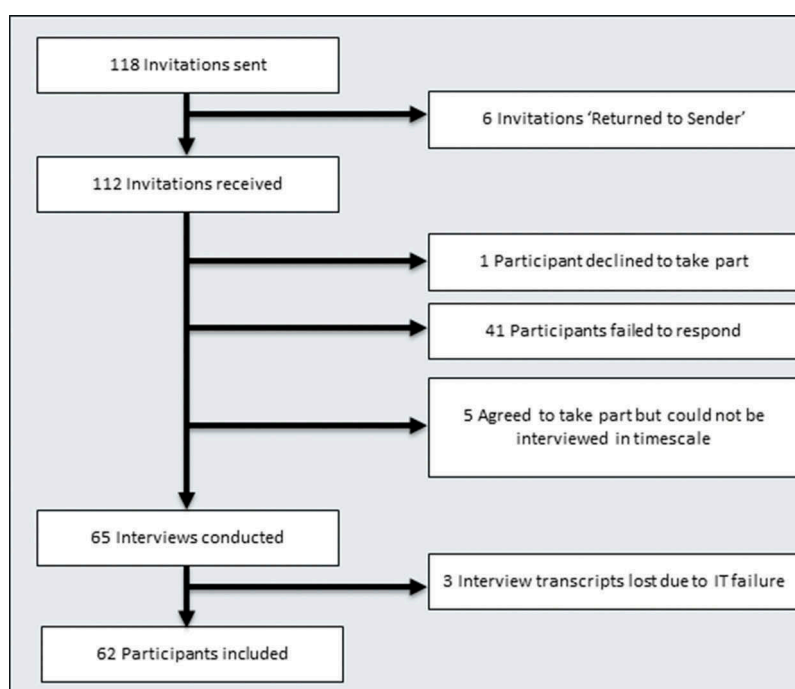 118 Invitations sent
6 Invitations ‘Returned to Sender’
112 Invitations received
1 Participant declined to take part
41 Participants failed to respond
5 Agreed to take part but could not be
interviewed in timescale
65 Interviews conducted
3 Interview transcripts lost due to IT failure
62 Participants included